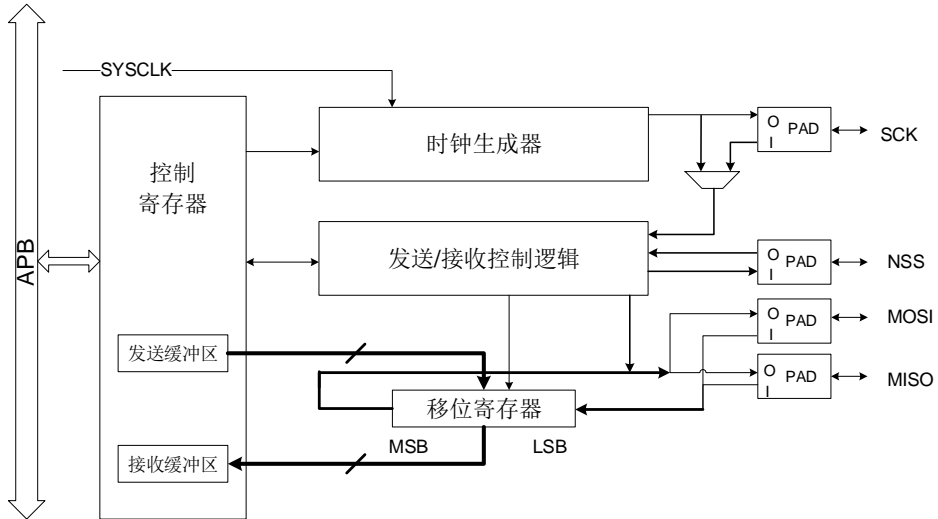 SYSCLK
APB
控制
寄存器
时钟生成器
O
I
PAD
SCK
发送/接收控制逻辑
O
I
PAD
NSS
O
I
PAD
MOSI
发送缓冲区
O
I
PAD
MISO
移位寄存器
MSB
LSB
接收缓冲区